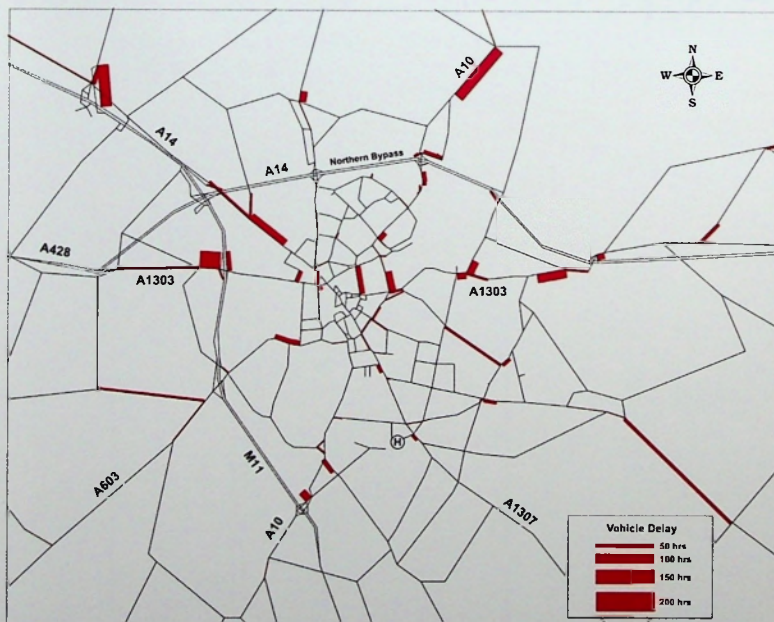 N
W E
S
A10
A14
A14
Northern Bypass
A428
A1303
A1303
M11
A603
H
A10
A1307
Vehicle Delay
50 hrs
100 hrs
150 hrs
200 hrs